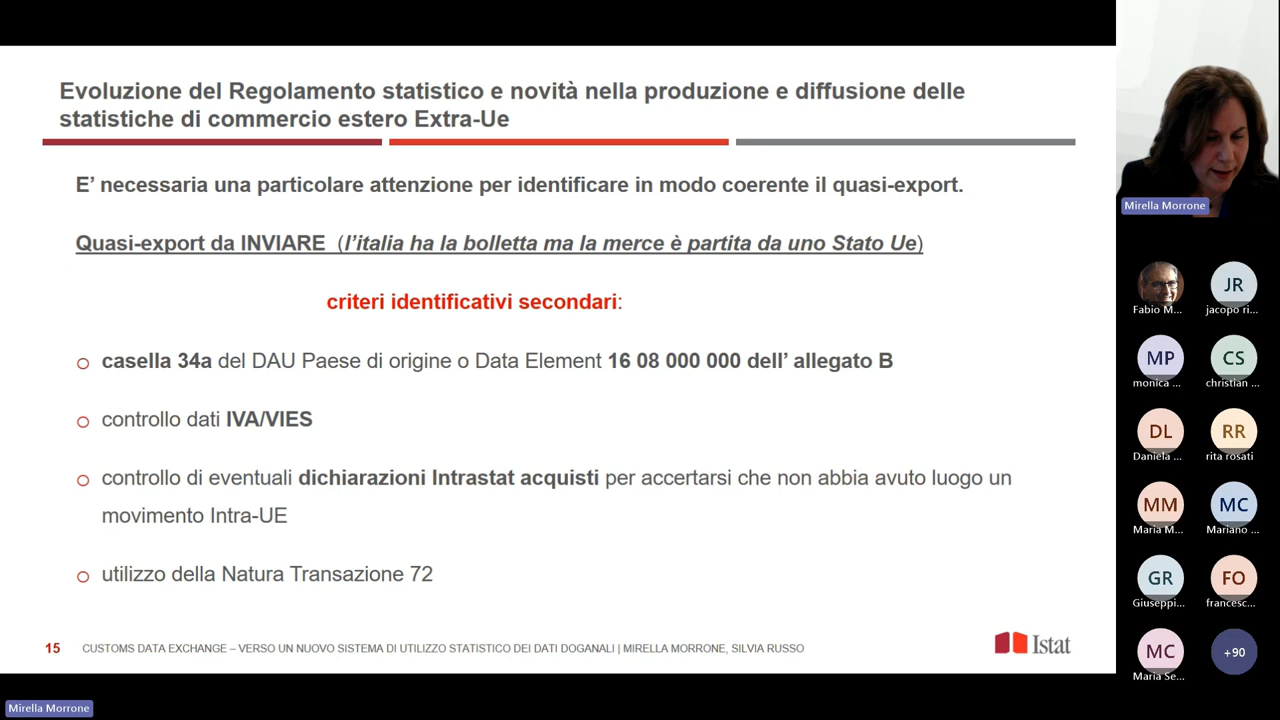 Evoluzione del Regolamento statistico e novità nella produzione e diffusione delle
statistiche di commercio estero Extra-Ue
E’ necessaria una particolare attenzione per identificare in modo coerente il quasi-export.
Quasi-export da INVIARE (l’italia ha la bolletta ma la merce è partita da uno Stato Ue)
criteri identificativi secondari:
casella 34a del DAU Paese di origine o Data Element 16 08 000 000 dell’ allegato B
controllo dati IVA/VIES
controllo di eventuali dichiarazioni Intrastat acquisti per accertarsi che non abbia avuto luogo un
movimento Intra-UE
utilizzo della Natura Transazione 72
15 CUSTOMS DATA EXCHANGE – VERSO UN NUOVO SISTEMA DI UTILIZZO STATISTICO DEI DATI DOGANALI | MIRELLA MORRONE, SILVIA RUSSO
Istat
Mirella Morrone
Mirella Morrone
JR
Fabio M... jacopo ri...
MP CS
monica ... christian ...
DL RR
Daniela ... rita rosati
MM MC
Maria M... Mariano ...
GR FO
Giuseppi... francesc...
MC +90
Maria Se...